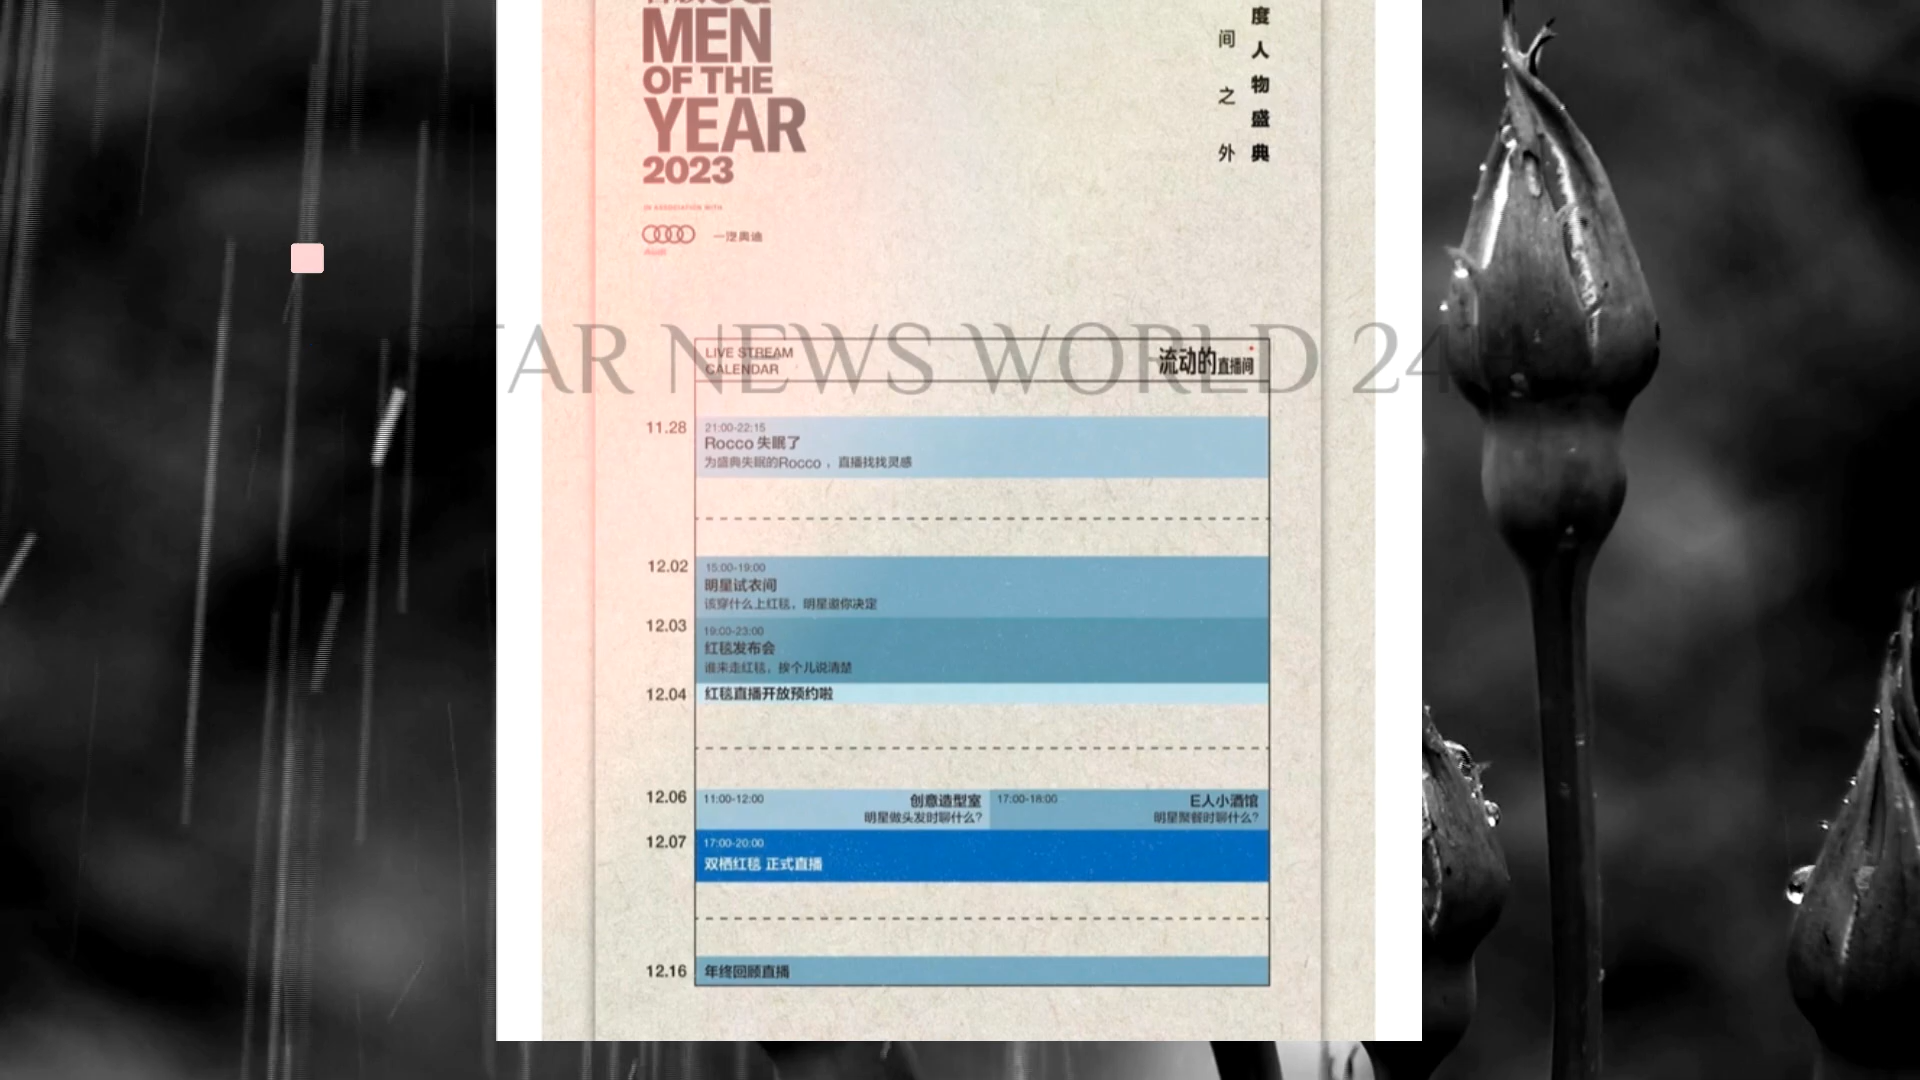 MEN
OF THE
YEAR
2023
IN ASSOCIATION WITH
Audi
一汽奥迪
度人物盛典
间之外
STAR NEWS WORLD 24
LIVE STREAM
CALENDAR
流动的直播间
11.28
21:00-22:15
Rocco 失眠了
为盛典失眠的Rocco，直播找找灵感
12.02
15:00-19:00
明星试衣间
该穿什么上红毯，明星邀你决定
12.03
19:00-23:00
红毯发布会
谁来走红毯，挨个儿说清楚
12.04
红毯直播开放预约啦
12.06
11:00-12:00
创意造型室
明星做头发时聊什么?
17:00-18:00
E人小酒馆
明星聚餐时聊什么?
12.07
17:00-20:00
双栖红毯 正式直播
12.16
年终回顾直播